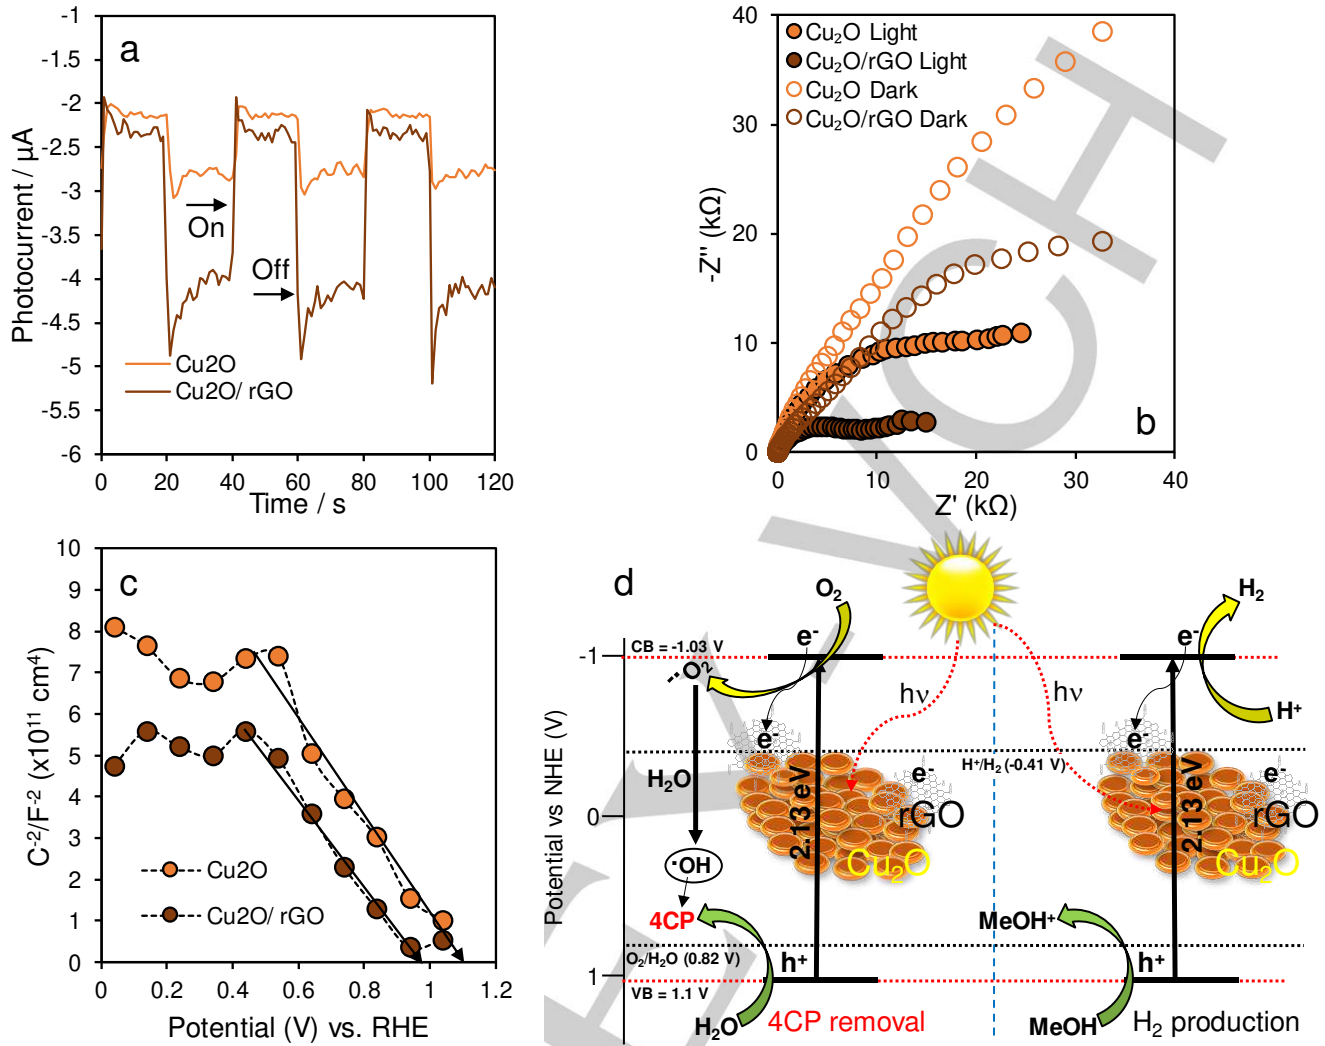 a
-1
-1.5
-2
-2.5
-3
-3.5
-4
-4.5
-5
-5.5
-6
Photocurrent / µA
On
Off
Cu2O
Cu2O/ rGO
0 20 40 60 80 100 120
Time / s
Cu₂O Light
Cu₂O/rGO Light
Cu₂O Dark
Cu₂O/rGO Dark
40
30
20
10
0
-Z'' (kΩ)
b
0 10 20 30 40
Z' (kΩ)
c
10
9
8
7
6
5
4
3
2
1
0
C⁻²/F⁻² (x10¹¹ cm⁴)
Cu2O
Cu2O/ rGO
0 0.2 0.4 0.6 0.8 1 1.2
Potential (V) vs. RHE
d
Potential vs NHE (V)
-1
0
1
CB = -1.03 V
O₂
e⁻
·O₂⁻
hν
hν
e⁻
H₂
H⁺
e⁻
e⁻
rGO
Cu₂O
2.13 eV
H⁺/H₂ (-0.41 V)
e⁻
e⁻
rGO
Cu₂O
2.13 eV
H₂O
·OH
4CP
O₂/H₂O (0.82 V)
h⁺
VB = 1.1 V
H₂O
4CP removal
MeOH⁺
h⁺
MeOH
H₂ production